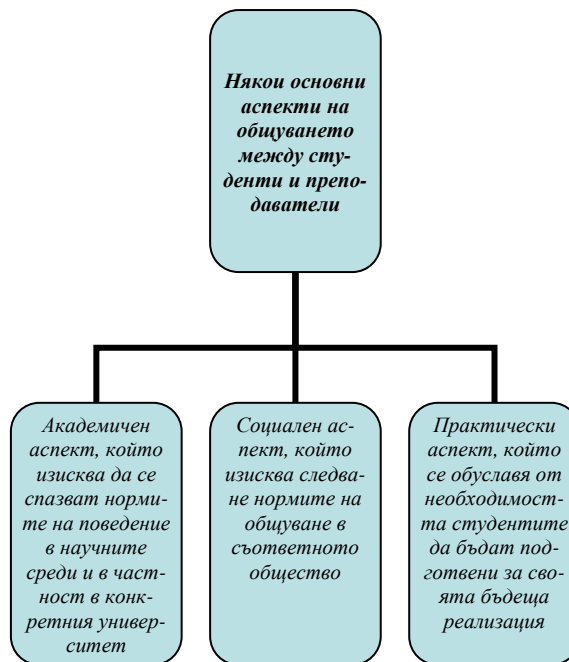 Някои основни
аспекти на
общуването
между сту-
денти и препо-
даватели
Академичен
аспект, който
изисква да се
спазват норми-
те на поведение
в научните
среди и в част-
ност в конк-
ретния универ-
ситет
Социален ас-
пект, който
изисква следва-
не нормите на
общуване в
съответното
общество
Практически
аспект, който
се обуславя от
необходимост-
та студентите
да бъдат под-
готвени за сво-
ята бъдеща
реализация